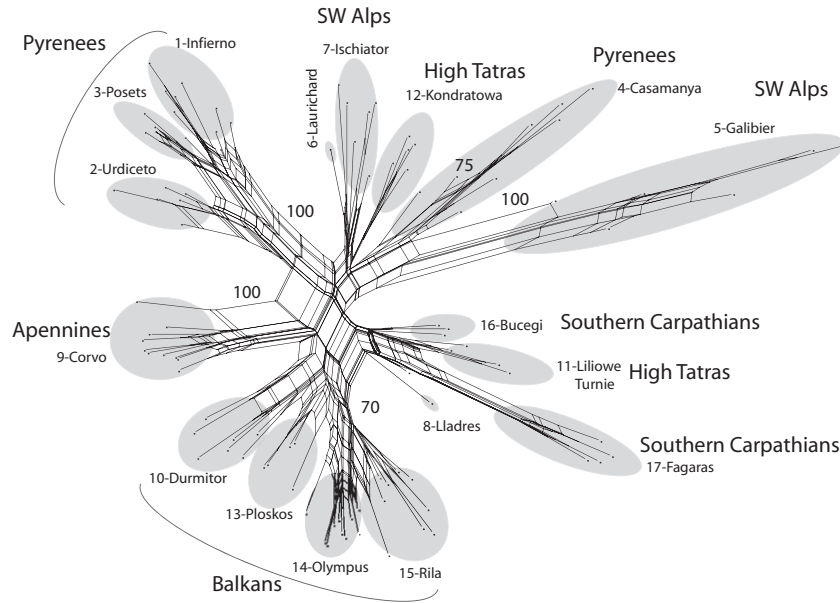 SW Alps
Pyrenees
1-Infierno
7-Ischiator
3-Posets
6-Laurichard
High Tatras
12-Kondratowa
Pyrenees
4-Casamanya
SW Alps
5-Galibier
2-Urdiceto
75
100
100
100
Apennines
9-Corvo
16-Bucegi
Southern Carpathians
11-Liliowe
Turnie
High Tatras
70
8-Lladres
Southern Carpathians
17-Fagaras
10-Durmitor
13-Ploskos
14-Olympus
15-Rila
Balkans